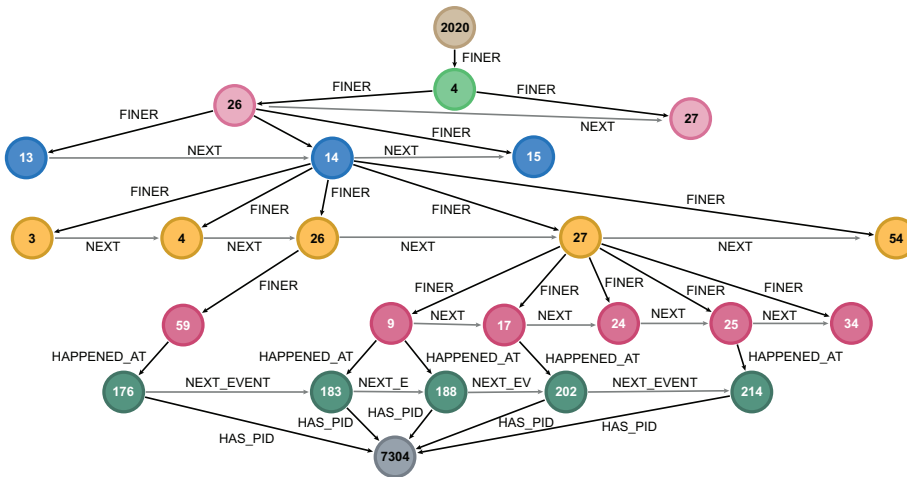 2020
FINER
4
FINER
FINER
26
27
NEXT
FINER
FINER
13
NEXT
14
NEXT
15
FINER
FINER
FINER
FINER
FINER
3
NEXT
4
NEXT
26
NEXT
27
NEXT
54
FINER
FINER
FINER
FINER
FINER
FINER
59
9
NEXT
17
NEXT
24
NEXT
25
NEXT
34
HAPPENED_AT
HAPPENED_AT
HAPPENED_AT
HAPPENED_AT
HAPPENED_AT
176
NEXT_EVENT
183
NEXT_E
188
NEXT_EV
202
NEXT_EVENT
214
HAS_PID
HAS_PID
HAS_PID
HAS_PID
HAS_PID
7304